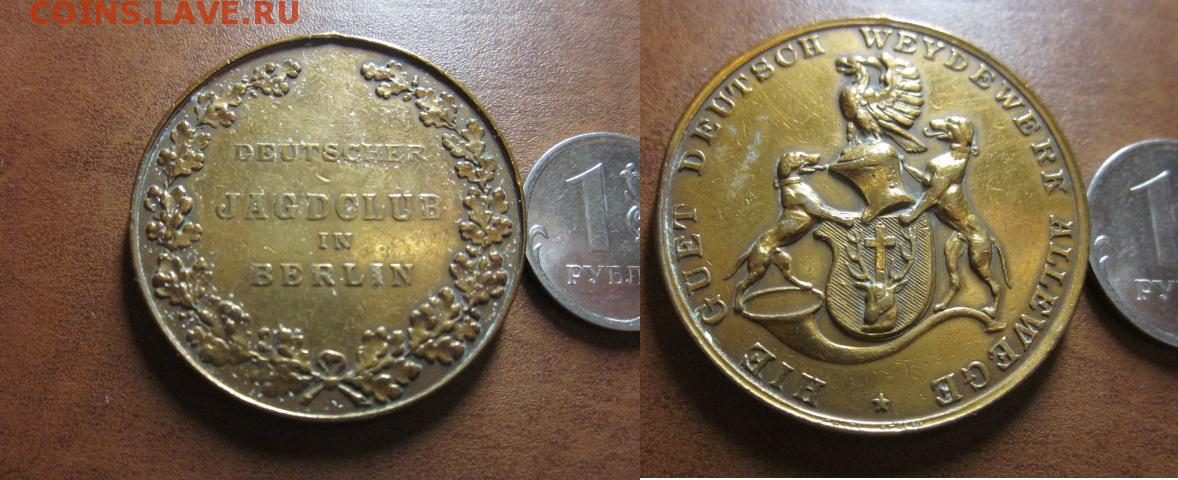 COINS.LAVE.RU
DEUTSCHER
JAGDCLUB
IN
BERLIN
1
РУБЛ
HIE GUET DEUTSCH WEYDEWERK ALLEWEGE
1
РУ